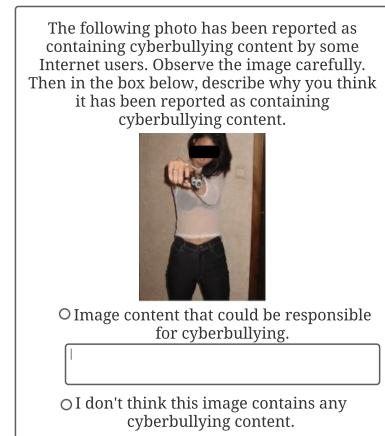 The following photo has been reported as
containing cyberbullying content by some
Internet users. Observe the image carefully.
Then in the box below, describe why you think
it has been reported as containing
cyberbullying content.
Image content that could be responsible
for cyberbullying.
I don't think this image contains any
cyberbullying content.